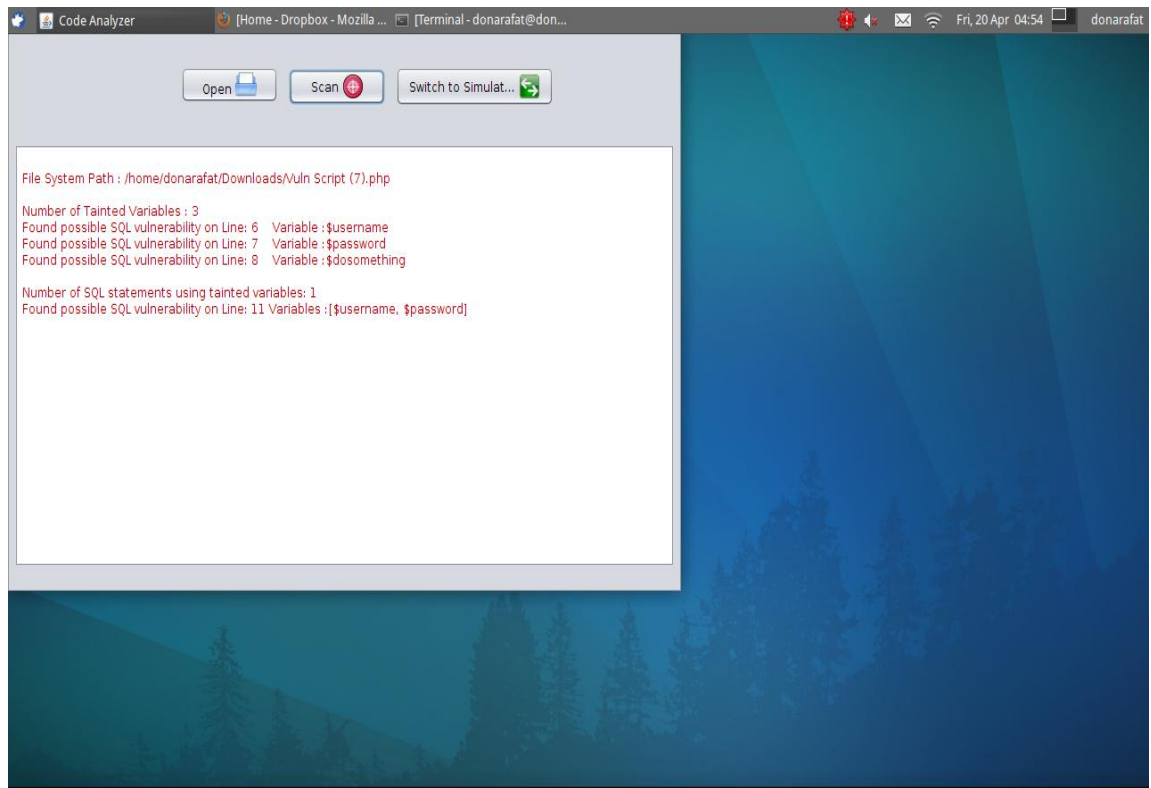 Code Analyzer [Home - Dropbox - Mozilla ... [Terminal - donarafat@don... Fri, 20 Apr 04:54 donarafat
Open Scan Switch to Simulat...
File System Path : /home/donarafat/Downloads/Vuln Script (7).php
Number of Tainted Variables : 3
Found possible SQL vulnerability on Line: 6 Variable :$username
Found possible SQL vulnerability on Line: 7 Variable :$password
Found possible SQL vulnerability on Line: 8 Variable :$dosomething
Number of SQL statements using tainted variables: 1
Found possible SQL vulnerability on Line: 11 Variables :[$username, $password]